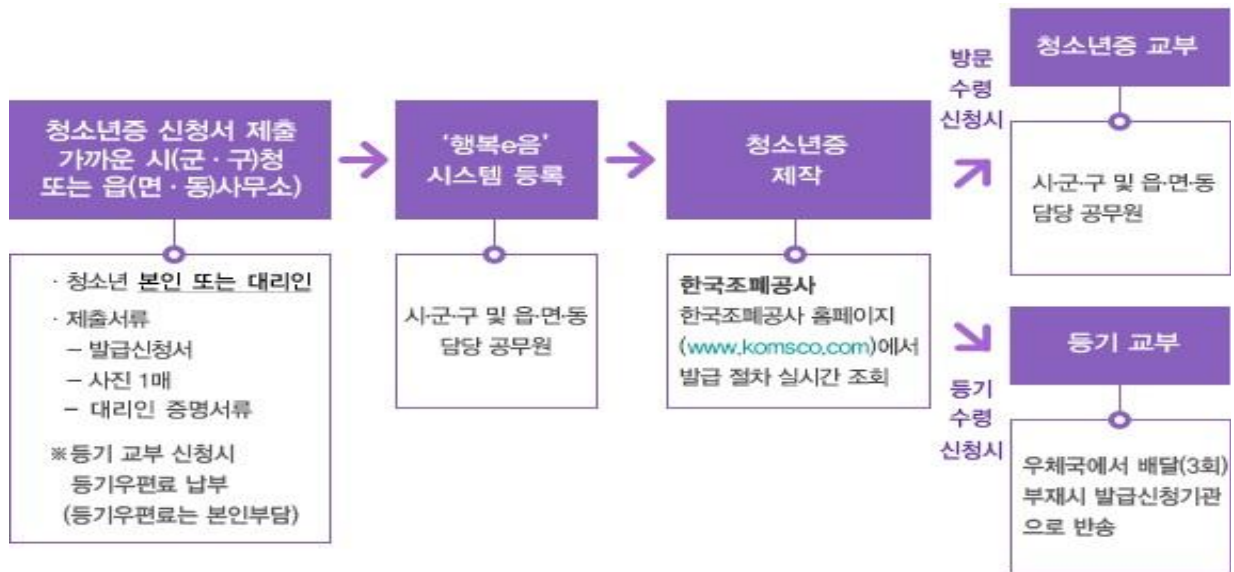 청소년증 신청서 제출
가까운 시(군·구)청
또는 읍(면·동)사무소)
· 청소년 본인 또는 대리인
· 제출서류
– 발급신청서
– 사진 1매
– 대리인 증명서류
※등기 교부 신청시
등기우편료 납부
(등기우편료는 본인부담)
'행복e음'
시스템 등록
시·군·구 및 읍·면·동
담당 공무원
청소년증
제작
한국조폐공사
한국조폐공사 홈페이지
(www.komsco.com)에서
발급 절차 실시간 조회
방문
수령
신청시
청소년증 교부
시·군·구 및 읍·면·동
담당 공무원
등기
수령
신청시
등기 교부
우체국에서 배달(3회)
부재시 발급신청기관
으로 반송